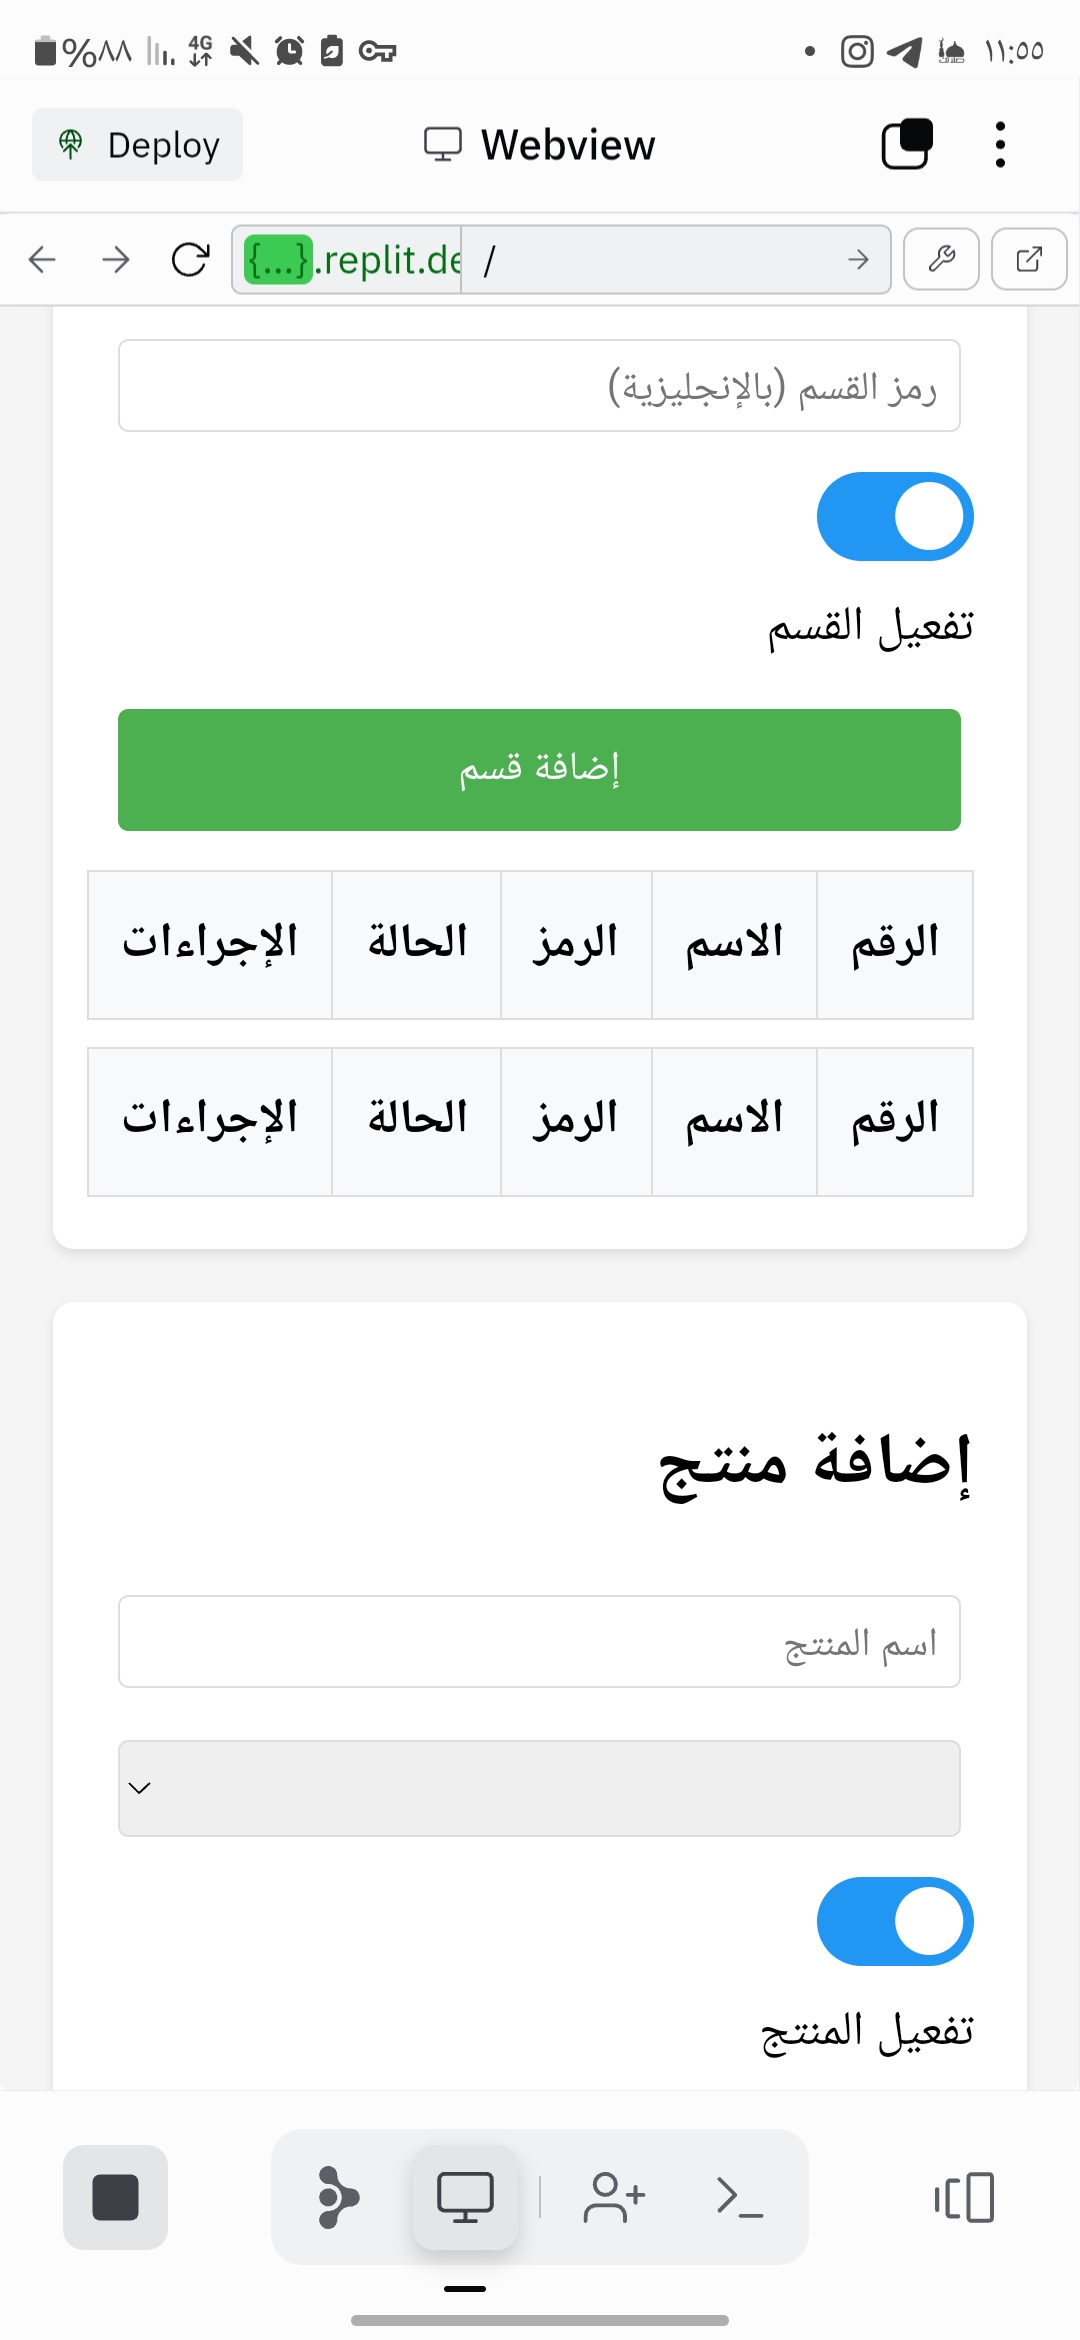 %٨٨
4G
١١:٥٥
Deploy
Webview
{...}.replit.de
/
رمز القسم (بالإنجليزية)
تفعيل القسم
إضافة قسم
الرقم الاسم الرمز الحالة الإجراءات
الرقم الاسم الرمز الحالة الإجراءات
إضافة منتج
اسم المنتج
تفعيل المنتج